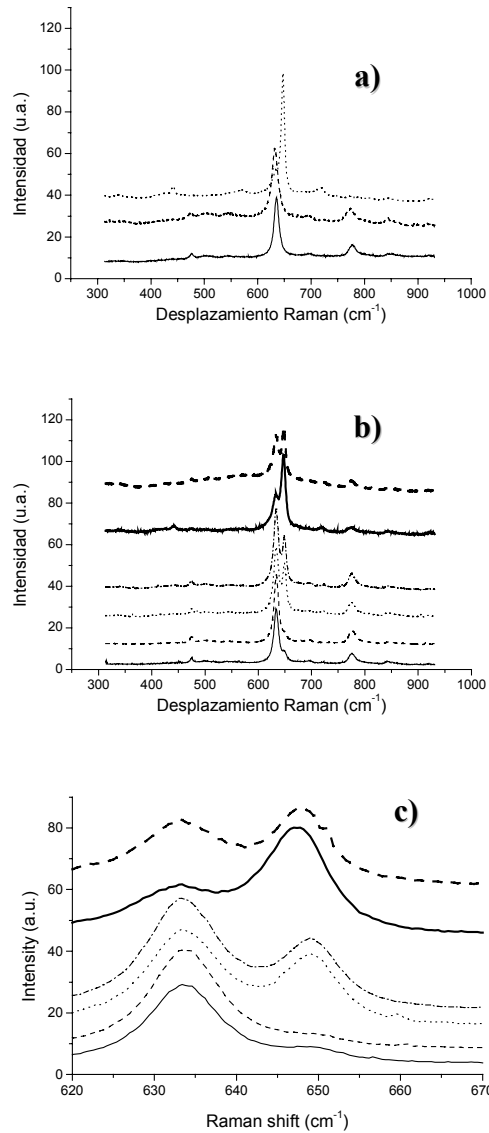 a)
120
100
80
60
40
20
0
Intensidad (u.a.)
300 400 500 600 700 800 900 1000
Desplazamiento Raman (cm⁻¹)
b)
120
100
80
60
40
20
0
Intensidad (u.a.)
300 400 500 600 700 800 900 1000
Desplazamiento Raman (cm⁻¹)
c)
80
60
40
20
0
Intensity (a.u.)
620 630 640 650 660 670
Raman shift (cm⁻¹)